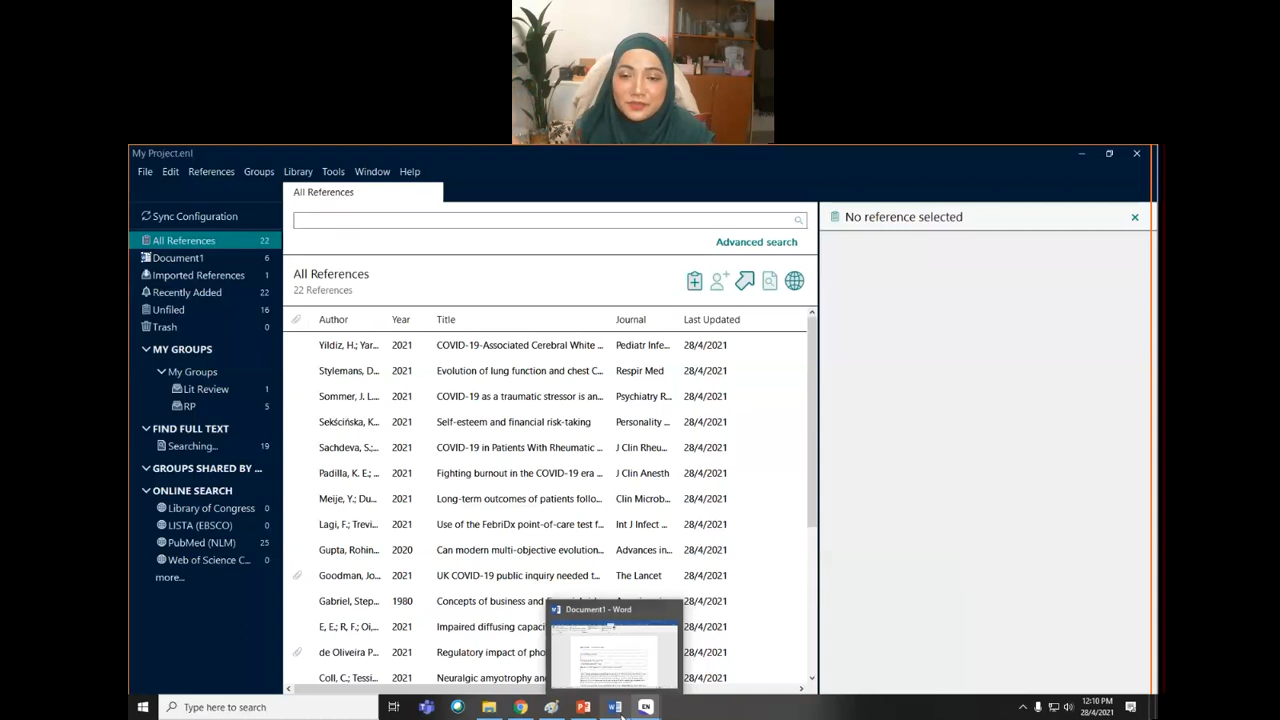 My Project.enl
File Edit References Groups Library Tools Window Help
All References
Sync Configuration
All References 22
Document1 6
Imported References 1
Recently Added 22
Unfiled 16
Trash 0
MY GROUPS
My Groups
Lit Review 1
RP 5
FIND FULL TEXT
Searching... 19
GROUPS SHARED BY ...
ONLINE SEARCH
Library of Congress 0
LISTA (EBSCO) 0
PubMed (NLM) 25
Web of Science C... 0
more...
Advanced search
All References
22 References
Author Year Title Journal Last Updated
Yildiz, H.; Yar... 2021 COVID-19-Associated Cerebral White ... Pediatr Infe... 28/4/2021
Stylemans, D... 2021 Evolution of lung function and chest C... Respir Med 28/4/2021
Sommer, J. L... 2021 COVID-19 as a traumatic stressor is an... Psychiatry R... 28/4/2021
Sekścińska, K... 2021 Self-esteem and financial risk-taking Personality ... 28/4/2021
Sachdeva, S.; ... 2021 COVID-19 in Patients With Rheumatic ... J Clin Rheu... 28/4/2021
Padilla, K. E.; ... 2021 Fighting burnout in the COVID-19 era ... J Clin Anesth 28/4/2021
Meije, Y.; Du... 2021 Long-term outcomes of patients follo... Clin Microb... 28/4/2021
Lagi, F.; Trevi... 2021 Use of the FebriDx point-of-care test f... Int J Infect ... 28/4/2021
Gupta, Rohin... 2020 Can modern multi-objective evolution... Advances in... 28/4/2021
Goodman, Jo... 2021 UK COVID-19 public inquiry needed t... The Lancet 28/4/2021
Gabriel, Step... 1980 Concepts of business and 28/4/2021
E, E.; R, F.; Oi,... 2021 Impaired diffusing capaci 28/4/2021
de Oliveira P... 2021 Regulatory impact of pho 28/4/2021
Coll, C.; Tessi... 2021 Neuralgic amyotrophy an 28/4/2021
No reference selected
Document1 - Word
Type here to search
EN
12:10 PM
28/4/2021